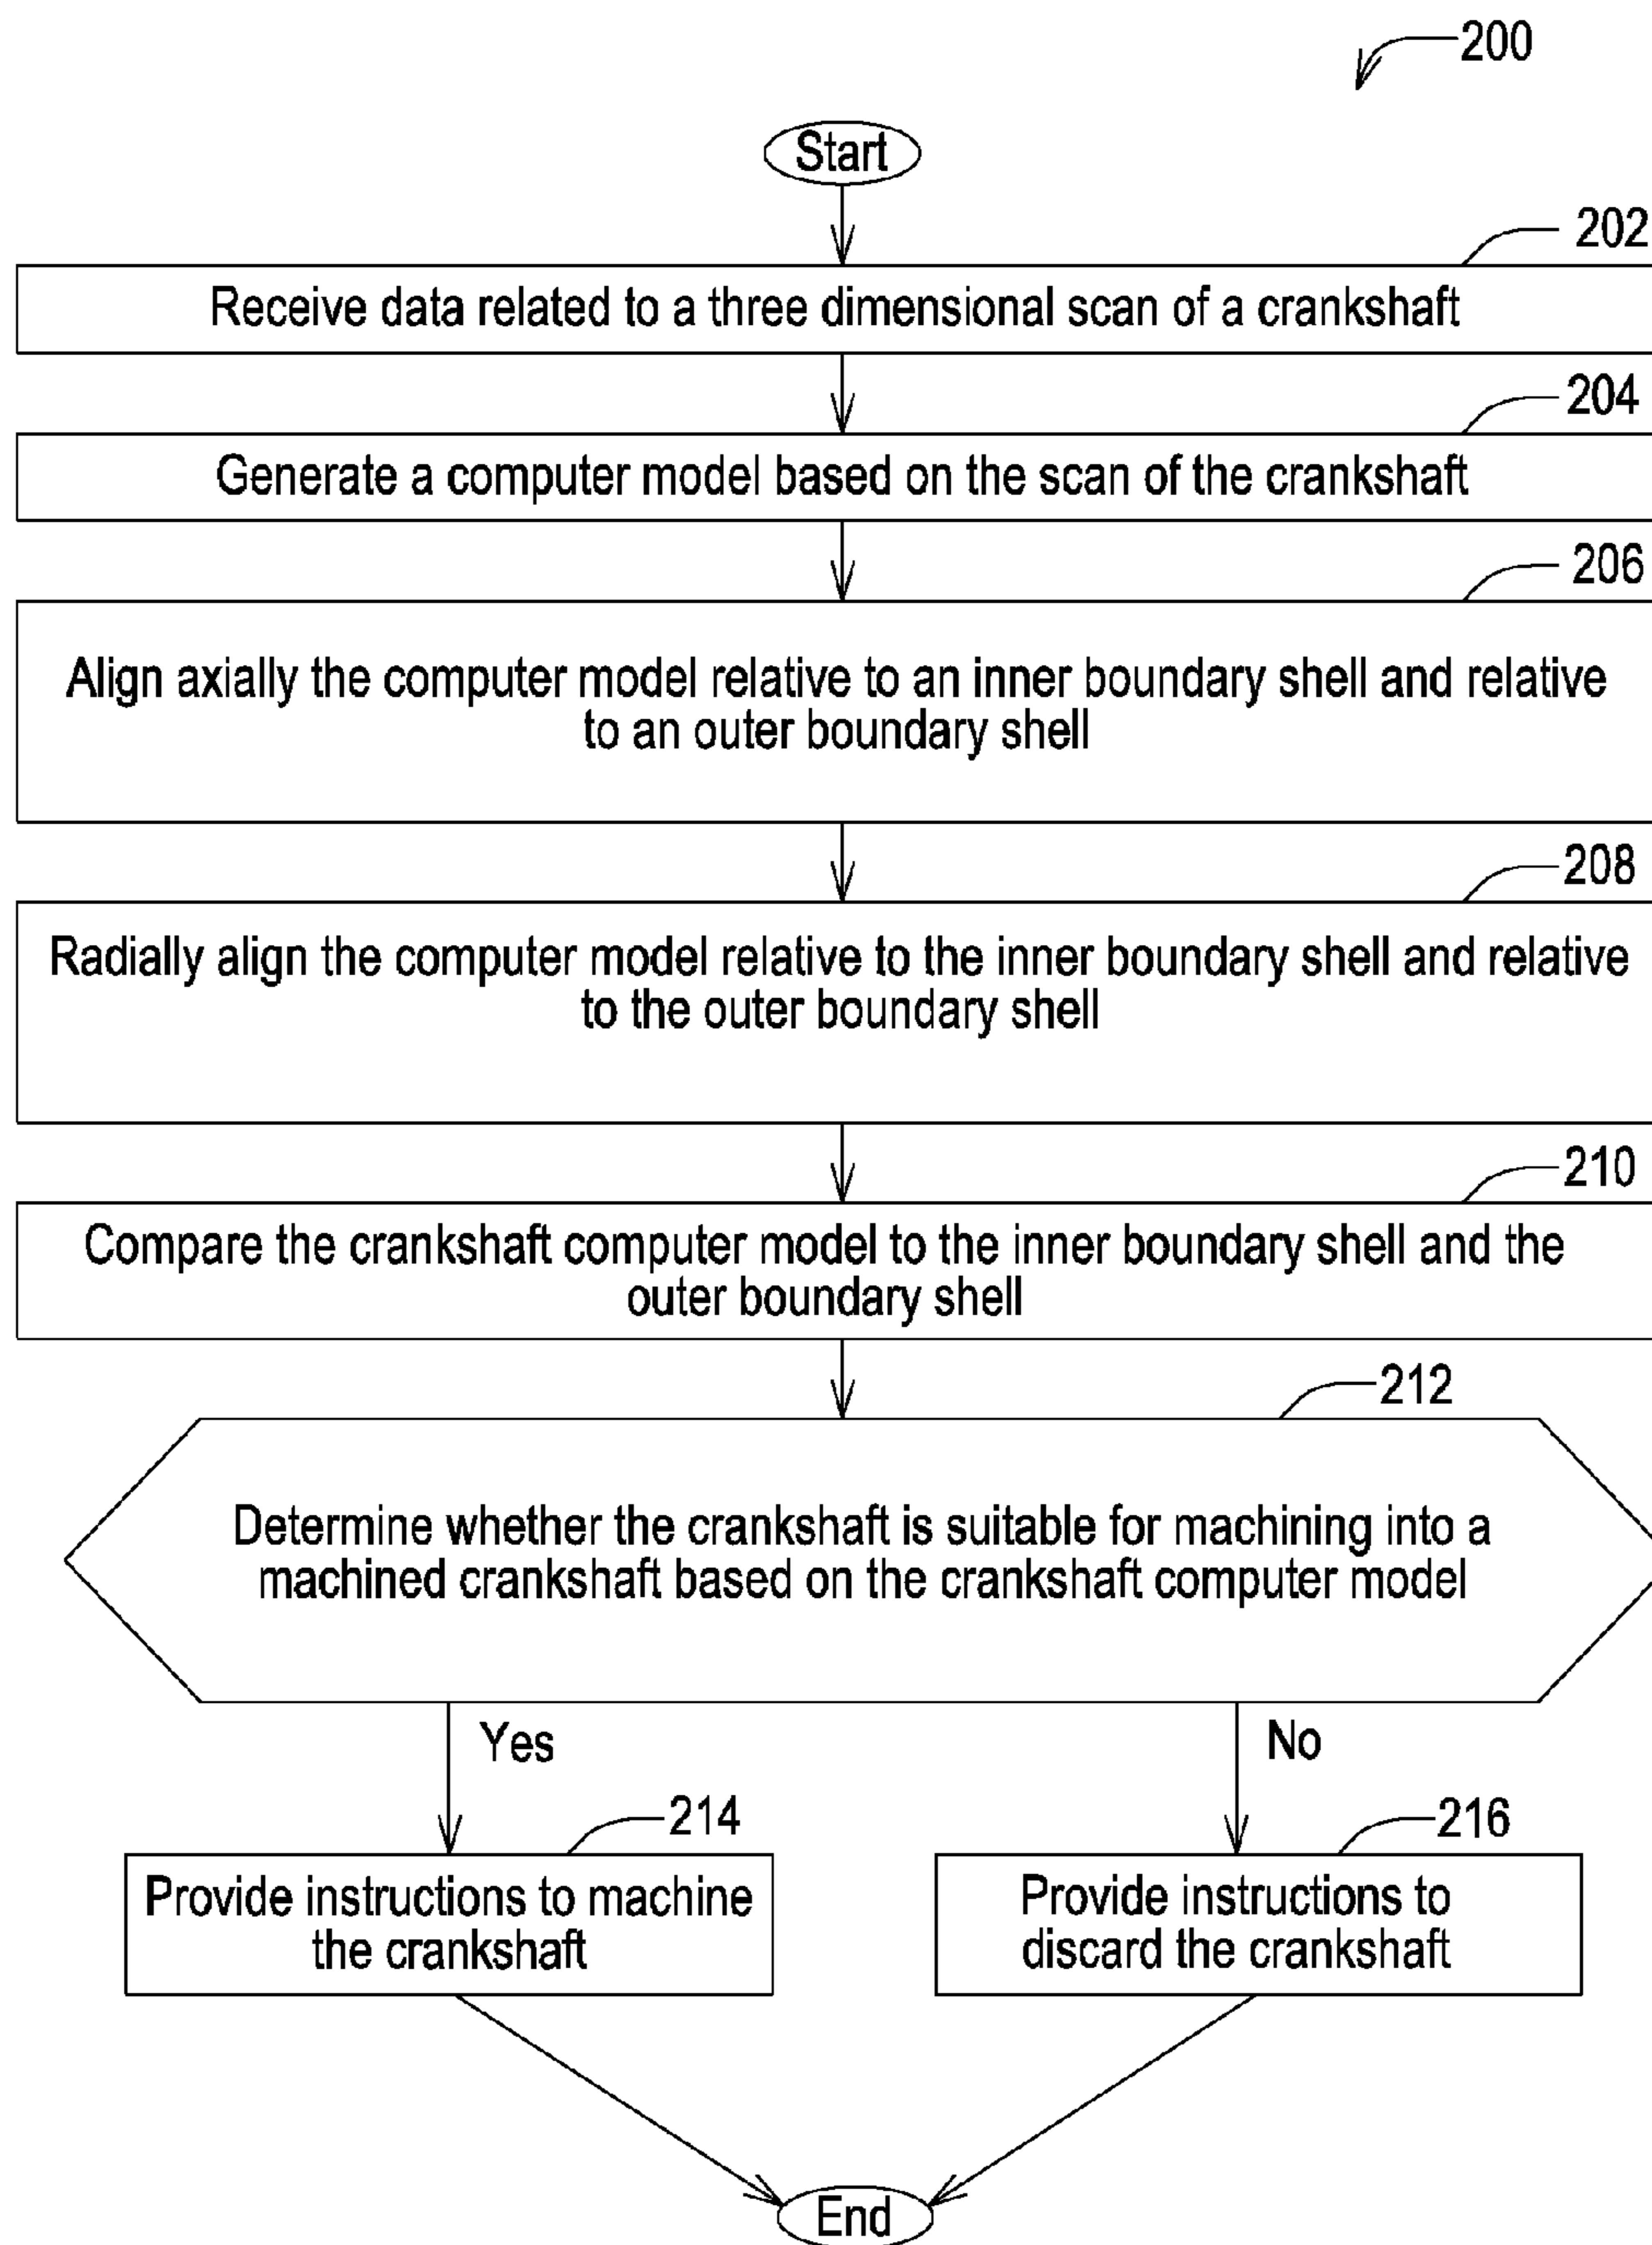 200
Start
202
Receive data related to a three dimensional scan of a crankshaft
204
Generate a computer model based on the scan of the crankshaft
206
Align axially the computer model relative to an inner boundary shell and relative
to an outer boundary shell
208
Radially align the computer model relative to the inner boundary shell and relative
to the outer boundary shell
210
Compare the crankshaft computer model to the inner boundary shell and the
outer boundary shell
212
Determine whether the crankshaft is suitable for machining into a
machined crankshaft based on the crankshaft computer model
Yes
No
214
Provide instructions to machine
the crankshaft
216
Provide instructions to
discard the crankshaft
End